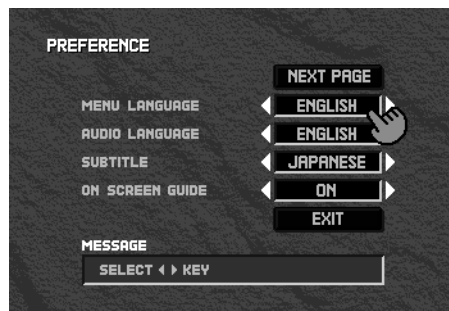 PREFERENCE
NEXT PAGE
MENU LANGUAGE ENGLISH
AUDIO LANGUAGE ENGLISH
SUBTITLE JAPANESE
ON SCREEN GUIDE ON
EXIT
MESSAGE
SELECT ◀ ▶ KEY